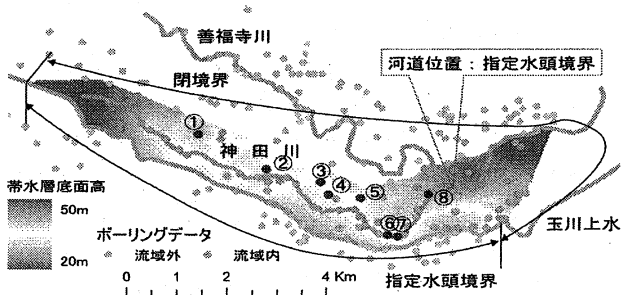 善福寺川
閉境界
河道位置：指定水頭境界
①
神田川
②
③
④
⑤
⑥⑦
⑧
帯水層底面高
50m
20m
ボーリングデータ
流域外 流域内
0 1 2 4 Km
玉川上水
指定水頭境界